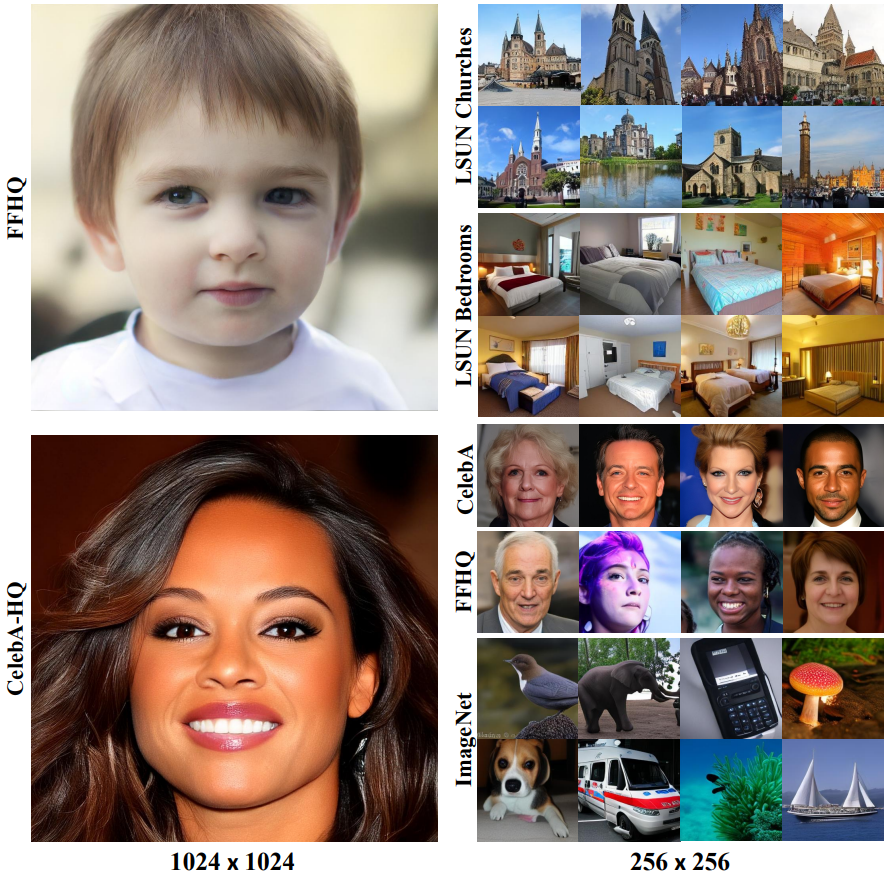 FFHQ
CelebA-HQ
1024 x 1024
LSUN Churches
LSUN Bedrooms
CelebA
FFHQ
ImageNet
256 x 256